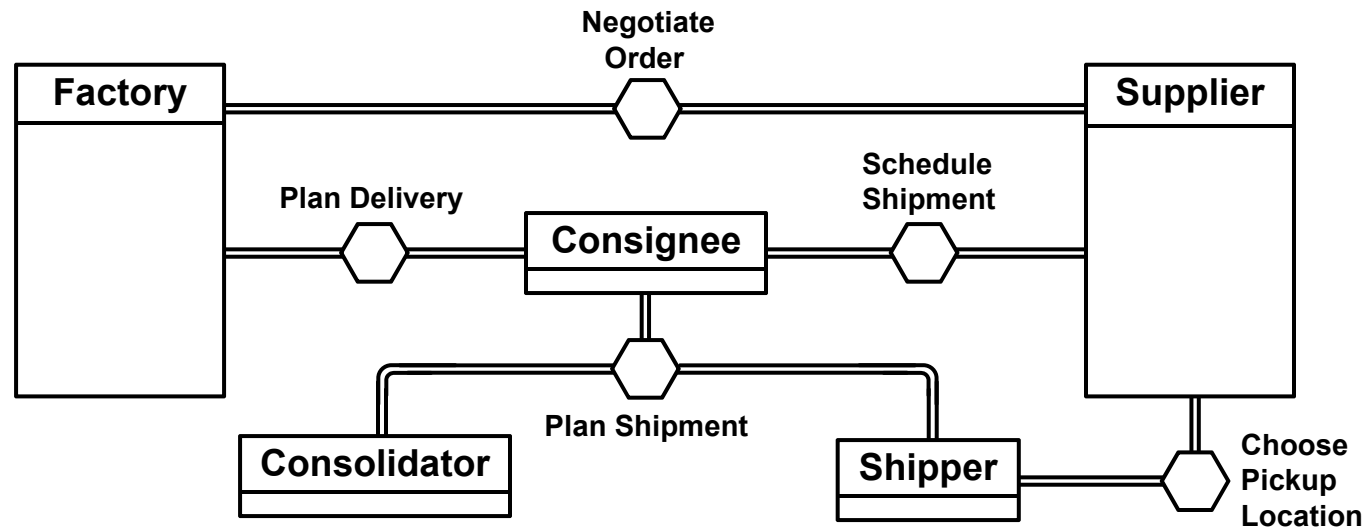 Negotiate
Order
Factory
Supplier
Schedule
Shipment
Plan Delivery
Consignee
Plan Shipment
Consolidator
Shipper
Choose
Pickup
Location